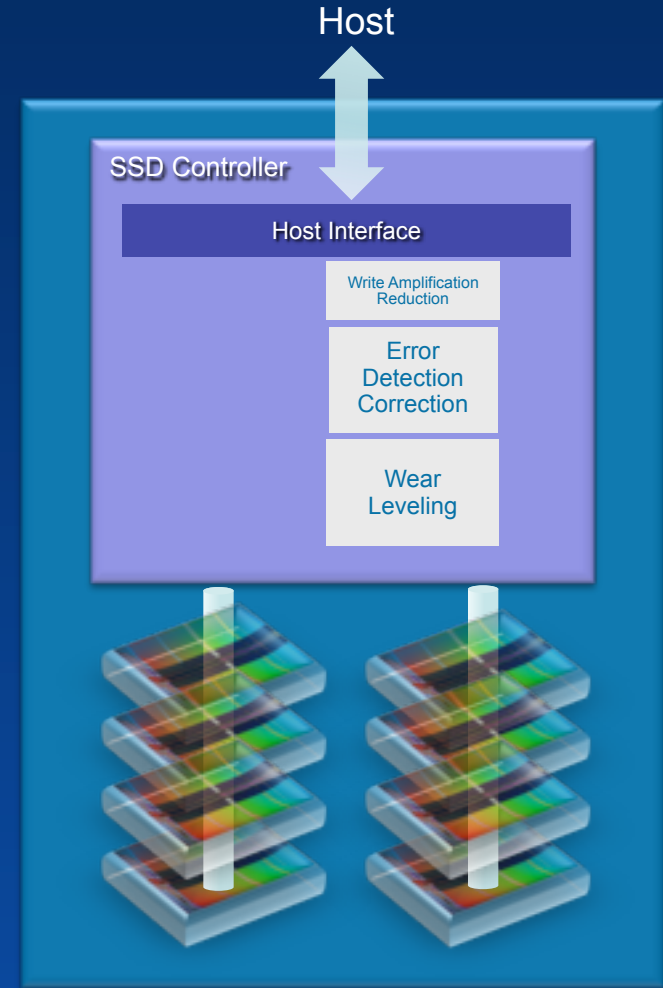 Host
SSD Controller
Host Interface
Write Amplification
Reduction
Error
Detection
Correction
Wear
Leveling